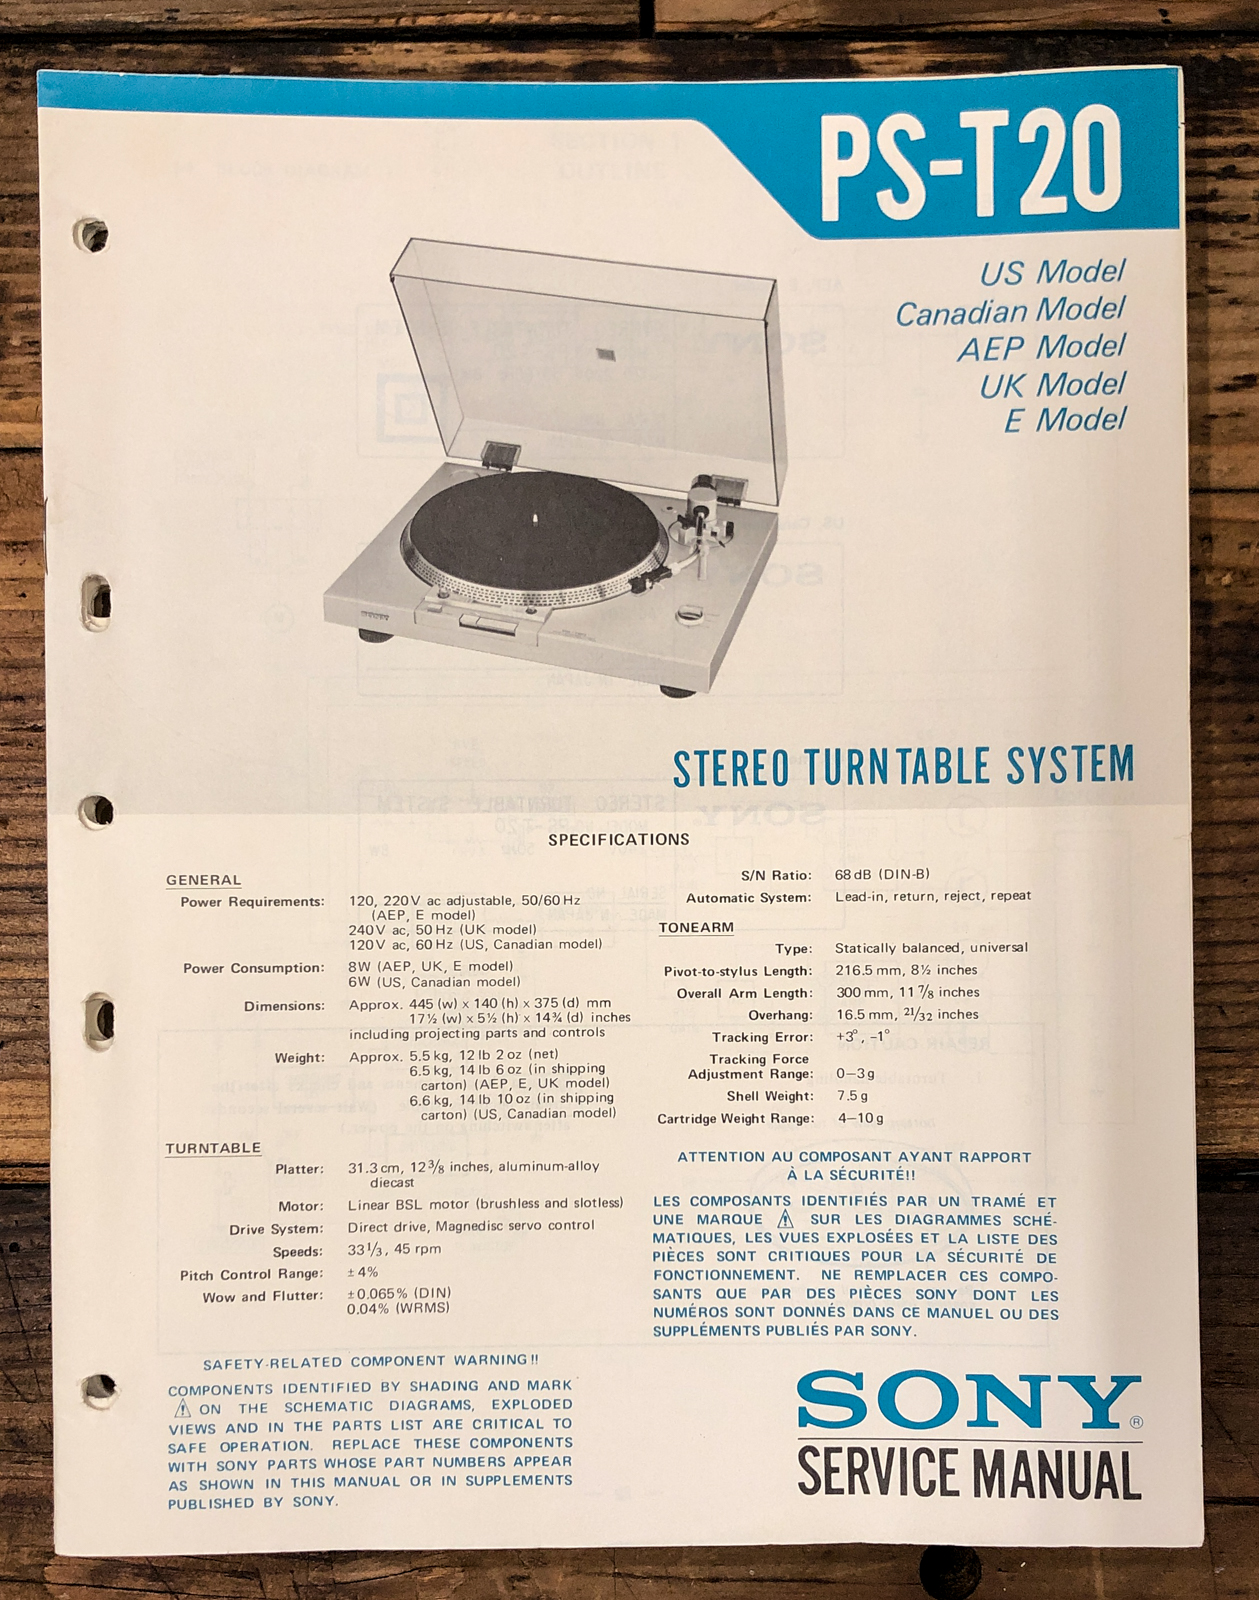 PS-T20
US Model
Canadian Model
AEP Model
UK Model
E Model
STEREO TURNTABLE SYSTEM
SPECIFICATIONS
GENERAL
Power Requirements: 120, 220V ac adjustable, 50/60 Hz
(AEP, E model)
240V ac, 50 Hz (UK model)
120V ac, 60 Hz (US, Canadian model)
Power Consumption: 8W (AEP, UK, E model)
6W (US, Canadian model)
Dimensions: Approx. 445 (w) x 140 (h) x 375 (d) mm
17½ (w) x 5½ (h) x 14¾ (d) inches
including projecting parts and controls
Weight: Approx. 5.5 kg, 12 lb 2 oz (net)
6.5 kg, 14 lb 6 oz (in shipping
carton) (AEP, E, UK model)
6.6 kg, 14 lb 10 oz (in shipping
carton) (US, Canadian model)
TURNTABLE
Platter: 31.3 cm, 12 3/8 inches, aluminum-alloy
diecast
Motor: Linear BSL motor (brushless and slotless)
Drive System: Direct drive, Magnedisc servo control
Speeds: 33 1/3, 45 rpm
Pitch Control Range: ± 4%
Wow and Flutter: ±0.065% (DIN)
0.04% (WRMS)
S/N Ratio: 68 dB (DIN-B)
Automatic System: Lead-in, return, reject, repeat
TONEARM
Type: Statically balanced, universal
Pivot-to-stylus Length: 216.5 mm, 8½ inches
Overall Arm Length: 300 mm, 11 7/8 inches
Overhang: 16.5 mm, 21/32 inches
Tracking Error: +3°, -1°
Tracking Force
Adjustment Range: 0–3 g
Shell Weight: 7.5 g
Cartridge Weight Range: 4–10 g
SAFETY-RELATED COMPONENT WARNING !!
COMPONENTS IDENTIFIED BY SHADING AND MARK
⚠ ON THE SCHEMATIC DIAGRAMS, EXPLODED
VIEWS AND IN THE PARTS LIST ARE CRITICAL TO
SAFE OPERATION. REPLACE THESE COMPONENTS
WITH SONY PARTS WHOSE PART NUMBERS APPEAR
AS SHOWN IN THIS MANUAL OR IN SUPPLEMENTS
PUBLISHED BY SONY.
ATTENTION AU COMPOSANT AYANT RAPPORT
À LA SÉCURITÉ!!
LES COMPOSANTS IDENTIFIÉS PAR UN TRAMÉ ET
UNE MARQUE ⚠ SUR LES DIAGRAMMES SCHÉ-
MATIQUES, LES VUES EXPLOSÉES ET LA LISTE DES
PIÈCES SONT CRITIQUES POUR LA SÉCURITÉ DE
FONCTIONNEMENT. NE REMPLACER CES COMPO-
SANTS QUE PAR DES PIÈCES SONY DONT LES
NUMÉROS SONT DONNÉS DANS CE MANUEL OU DES
SUPPLÉMENTS PUBLIÉS PAR SONY.
SONY®
SERVICE MANUAL